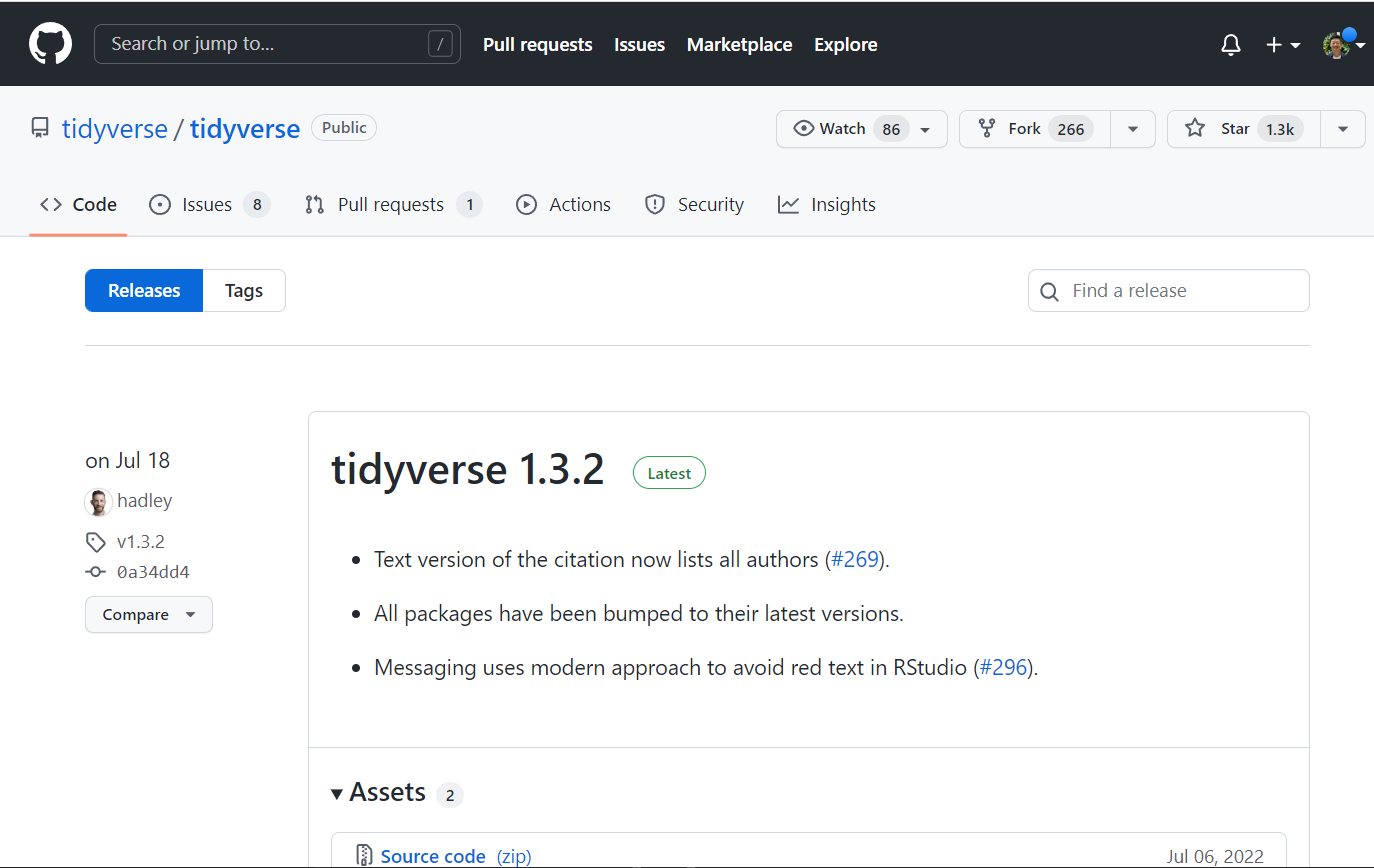 Search or jump to... / Pull requests Issues Marketplace Explore
tidyverse / tidyverse Public Watch 86 Fork 266 Star 1.3k
Code Issues 8 Pull requests 1 Actions Security Insights
Releases Tags Find a release
on Jul 18
hadley
v1.3.2
0a34dd4
Compare
tidyverse 1.3.2 Latest
• Text version of the citation now lists all authors (#269).
• All packages have been bumped to their latest versions.
• Messaging uses modern approach to avoid red text in RStudio (#296).
Assets 2
Source code (zip) Jul 06, 2022